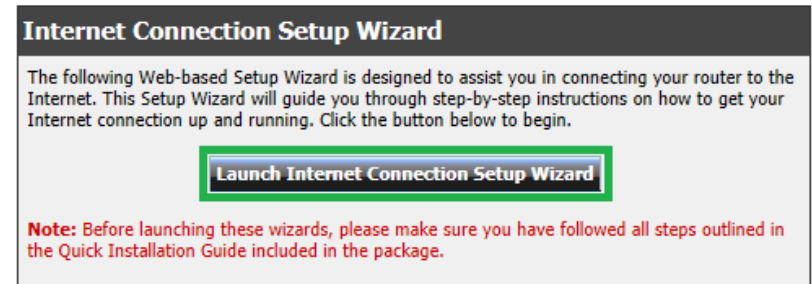 Internet Connection Setup Wizard
The following Web-based Setup Wizard is designed to assist you in connecting your router to the
Internet. This Setup Wizard will guide you through step-by-step instructions on how to get your
Internet connection up and running. Click the button below to begin.
Launch Internet Connection Setup Wizard
Note: Before launching these wizards, please make sure you have followed all steps outlined in
the Quick Installation Guide included in the package.